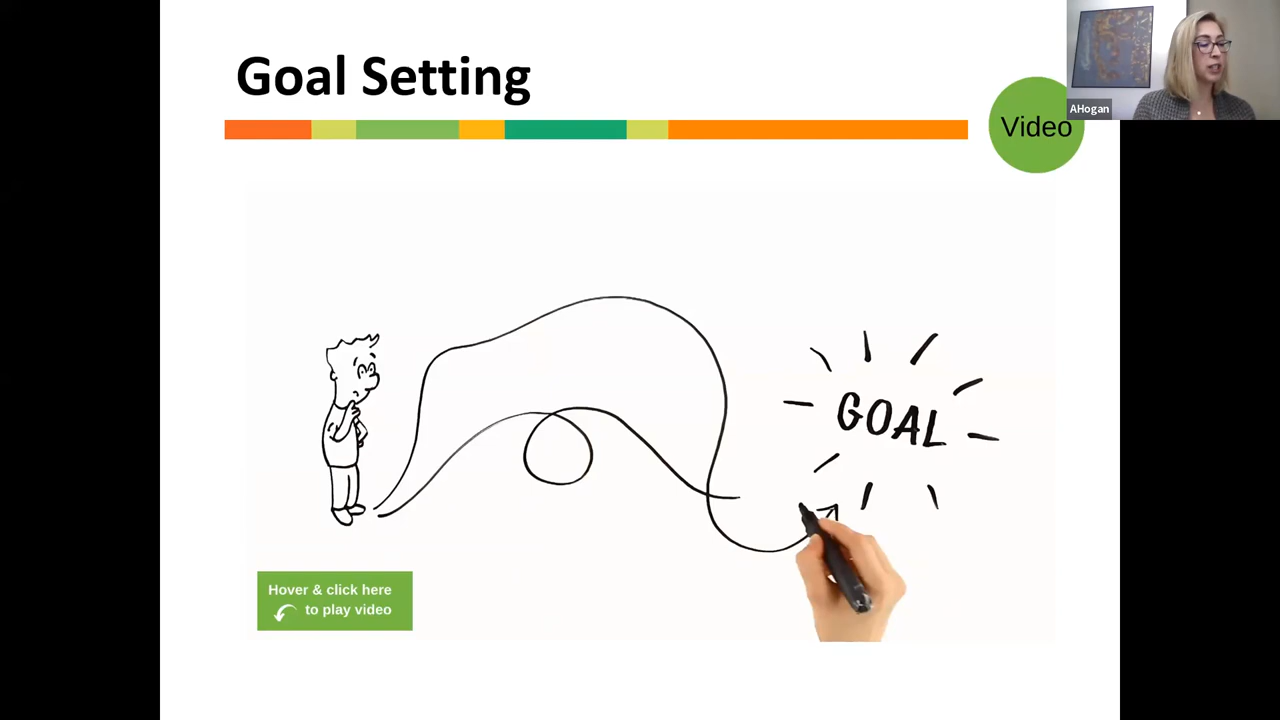 Goal Setting
Video
AHogan
GOAL
Hover & click here
to play video